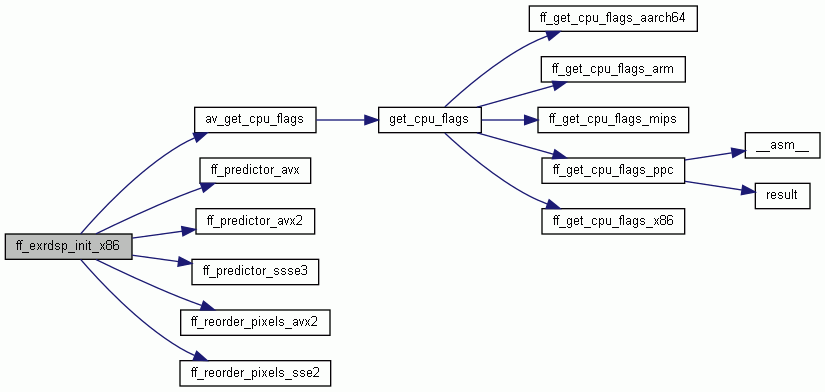 ff_get_cpu_flags_aarch64
ff_get_cpu_flags_arm
av_get_cpu_flags
get_cpu_flags
ff_get_cpu_flags_mips
__asm__
ff_predictor_avx
ff_get_cpu_flags_ppc
result
ff_predictor_avx2
ff_get_cpu_flags_x86
ff_exrdsp_init_x86
ff_predictor_ssse3
ff_reorder_pixels_avx2
ff_reorder_pixels_sse2